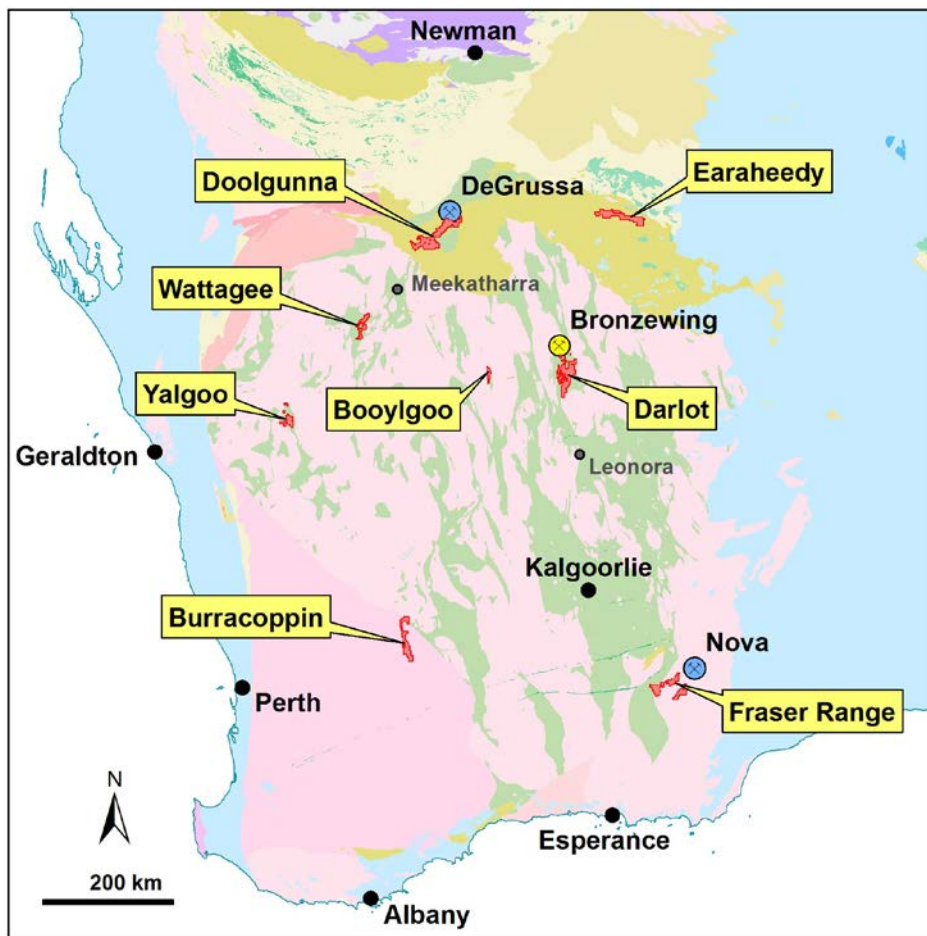 Newman
Doolgunna
DeGrussa
Earaheedy
Meekatharra
Wattagee
Bronzewing
Yalgoo
Booylgoo
Darlot
Geraldton
Leonora
Kalgoorlie
Burracoppin
Nova
Perth
Fraser Range
N
Esperance
200 km
Albany